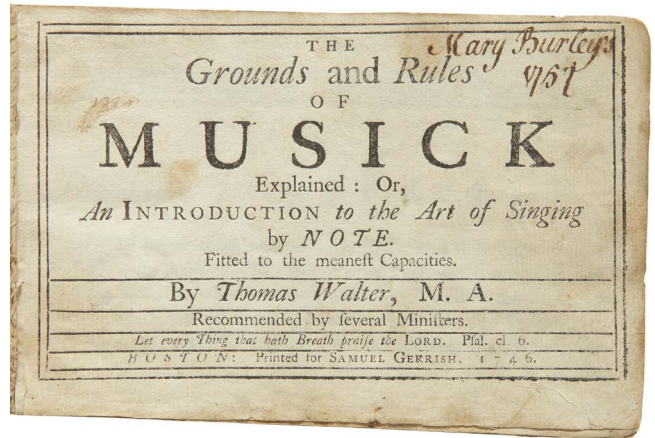 THE
Mary Burleys
Grounds and Rules
1751
OF
MUSICK
Explained: Or,
An INTRODUCTION to the Art of Singing
by NOTE.
Fitted to the meaneſt Capacities.
By Thomas Walter, M. A.
Recommended by ſeveral Miniſters.
Let every Thing that hath Breath praiſe the LORD. Pſal. cl 6.
BOSTON: Printed for SAMUEL GERRISH. 1746.